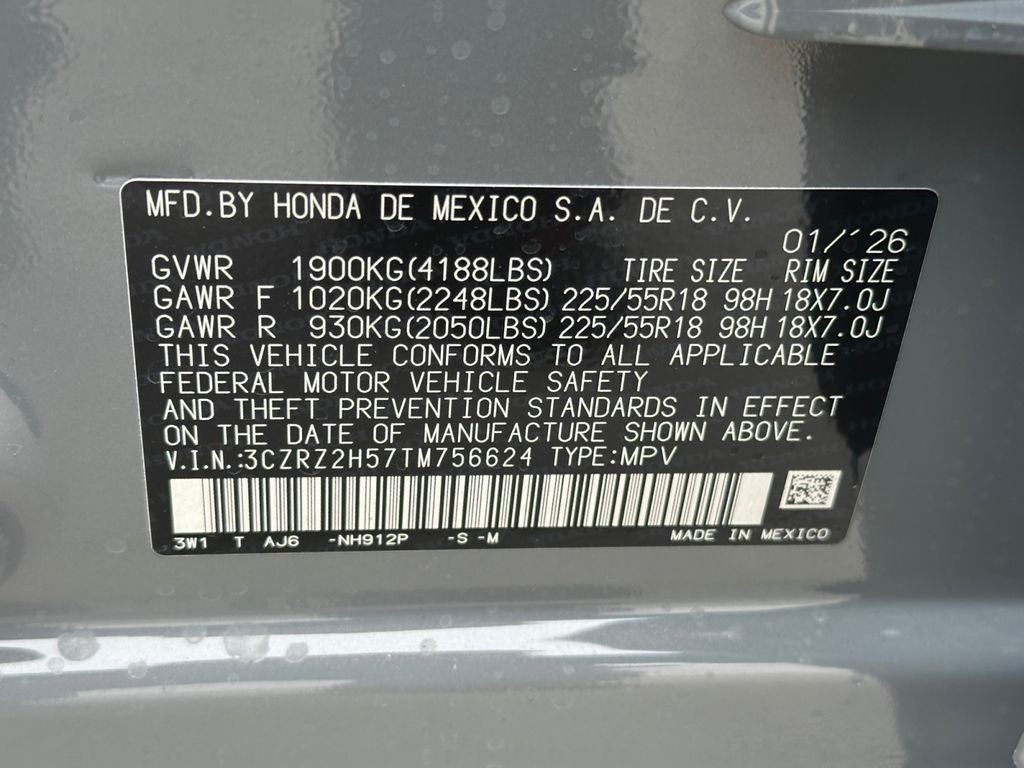 MFD.BY HONDA DE MEXICO S.A. DE C.V.
01/´26
GVWR 1900KG(4188LBS) TIRE SIZE RIM SIZE
GAWR F 1020KG(2248LBS) 225/55R18 98H 18X7.0J
GAWR R 930KG(2050LBS) 225/55R18 98H 18X7.0J
THIS VEHICLE CONFORMS TO ALL APPLICABLE
FEDERAL MOTOR VEHICLE SAFETY
AND THEFT PREVENTION STANDARDS IN EFFECT
ON THE DATE OF MANUFACTURE SHOWN ABOVE.
V.I.N.:3CZRZ2H57TM756624 TYPE:MPV
3W1 T AJ6 -NH912P -S -M MADE IN MEXICO